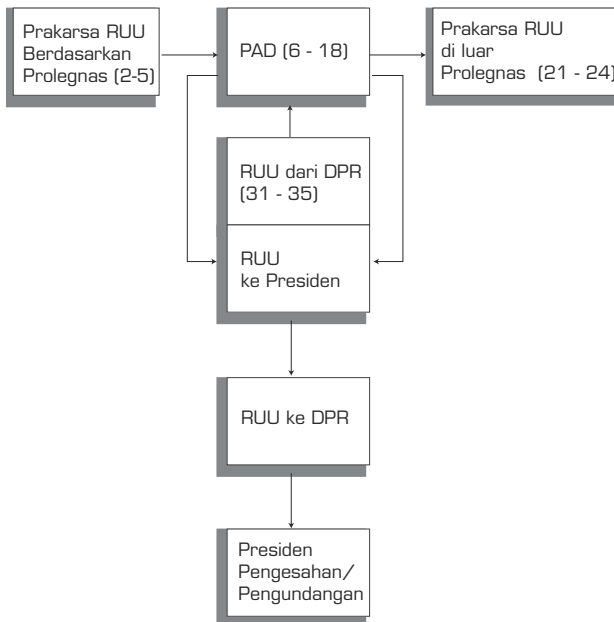 Prakarsa RUU
Berdasarkan
Prolegnas (2-5)
PAD (6 - 18)
Prakarsa RUU
di luar
Prolegnas (21 - 24)
RUU dari DPR
(31 - 35)
RUU
ke Presiden
RUU ke DPR
Presiden
Pengesahan/
Pengundangan